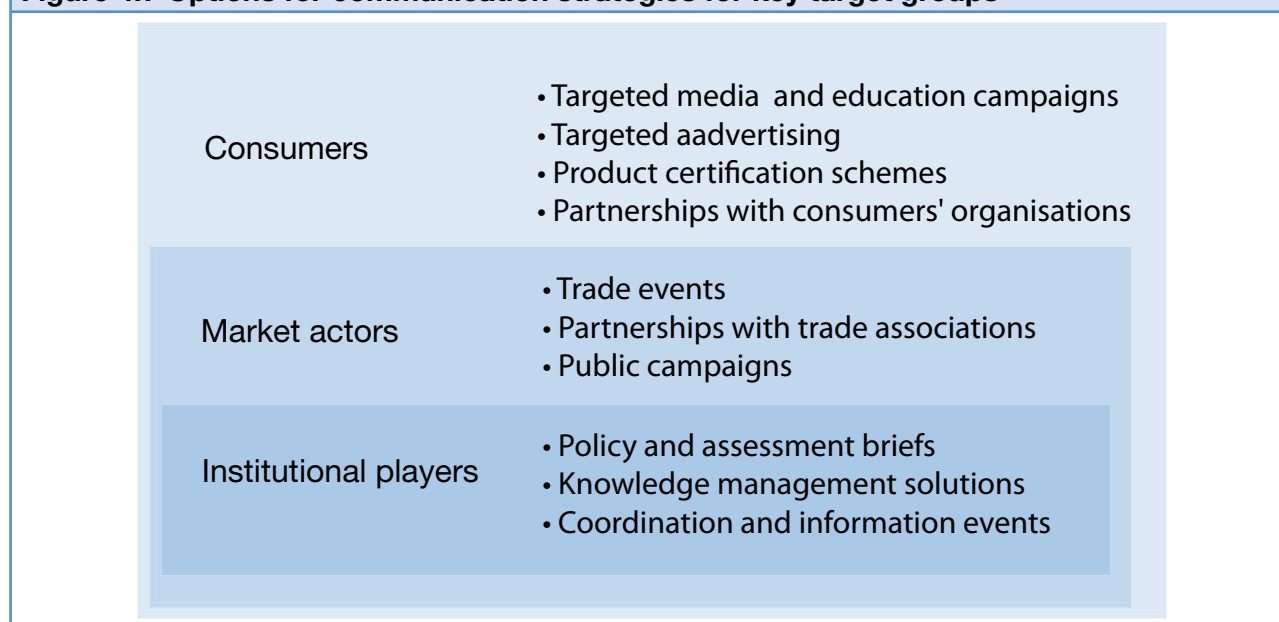 Consumers
• Targeted media and education campaigns
• Targeted aadvertising
• Product certification schemes
• Partnerships with consumers' organisations
Market actors
• Trade events
• Partnerships with trade associations
• Public campaigns
Institutional players
• Policy and assessment briefs
• Knowledge management solutions
• Coordination and information events